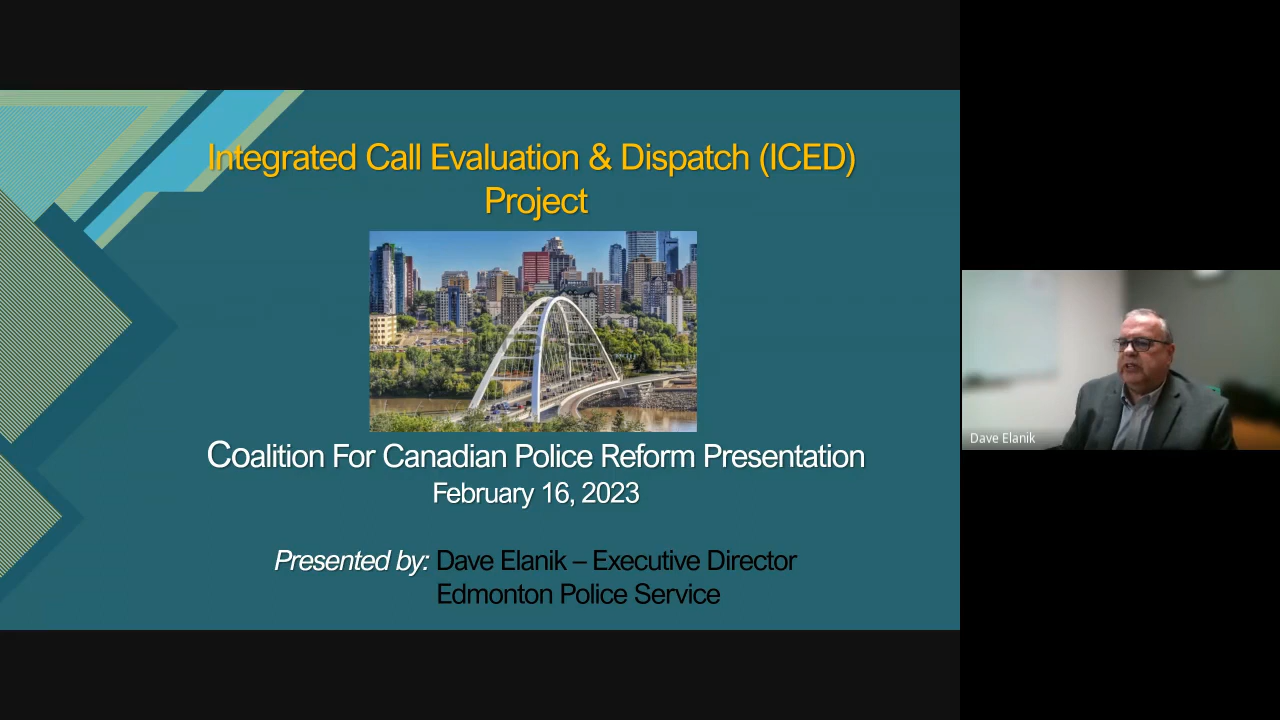 Integrated Call Evaluation & Dispatch (ICED)
Project
Coalition For Canadian Police Reform Presentation
February 16, 2023
Presented by: Dave Elanik – Executive Director
Edmonton Police Service
Dave Elanik